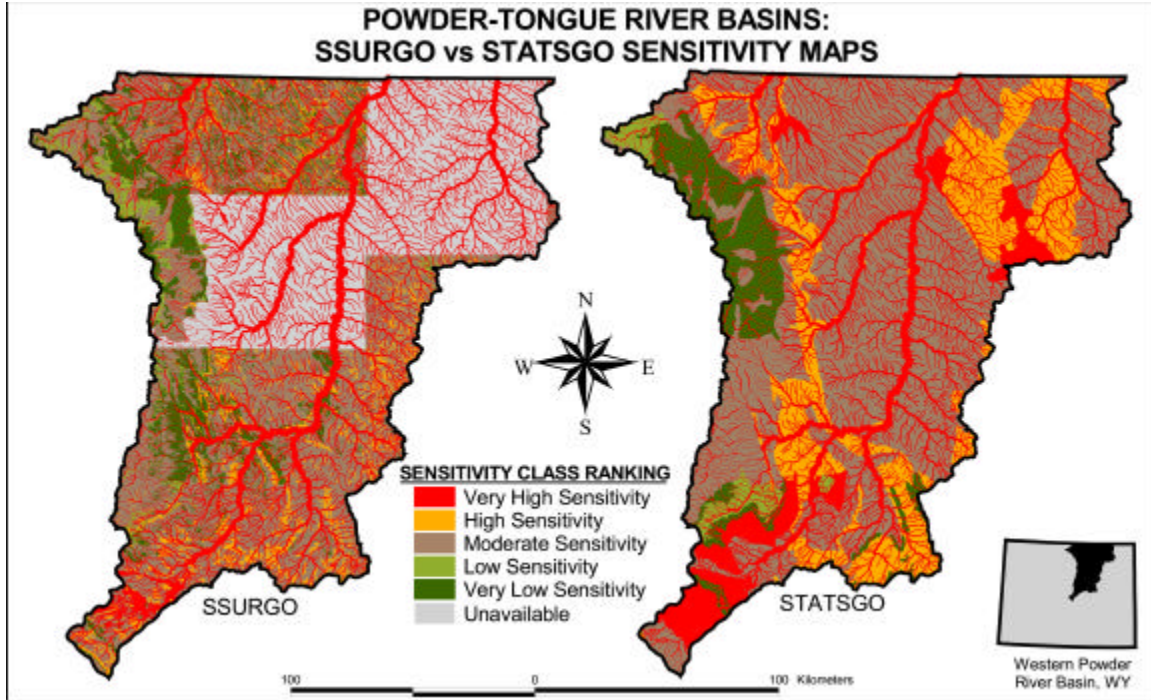 POWDER-TONGUE RIVER BASINS:
SSURGO vs STATSGO SENSITIVITY MAPS
N
W
E
S
SENSITIVITY CLASS RANKING
Very High Sensitivity
High Sensitivity
Moderate Sensitivity
Low Sensitivity
Very Low Sensitivity
Unavailable
SSURGO
STATSGO
Western Powder
River Basin, WY
100 0 100 Kilometers